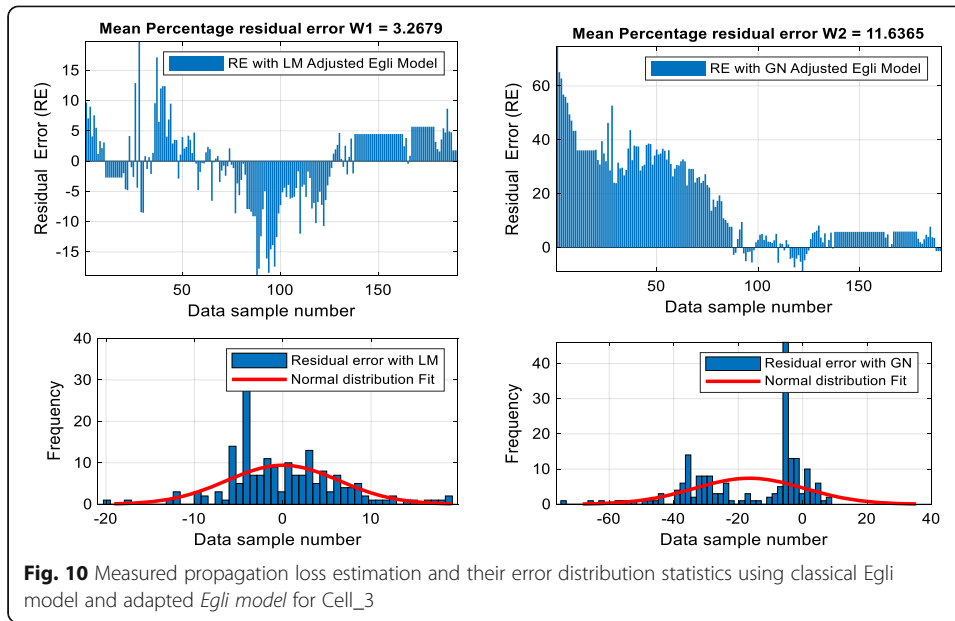 Mean Percentage residual error W1 = 3.2679
Residual Error (RE)
15
10
5
0
-5
-10
-15
RE with LM Adjusted Egli Model
50
100
150
Data sample number
Mean Percentage residual error W2 = 11.6365
Residual Error (RE)
60
40
20
0
RE with GN Adjusted Egli Model
50
100
150
Data sample number
Frequency
40
30
20
10
0
Residual error with LM
Normal distribution Fit
-20
-10
0
10
Data sample number
Frequency
40
30
20
10
0
Residual error with GN
Normal distribution Fit
-60
-40
-20
0
20
40
Data sample number
Fig. 10 Measured propagation loss estimation and their error distribution statistics using classical Egli
model and adapted Egli model for Cell_3